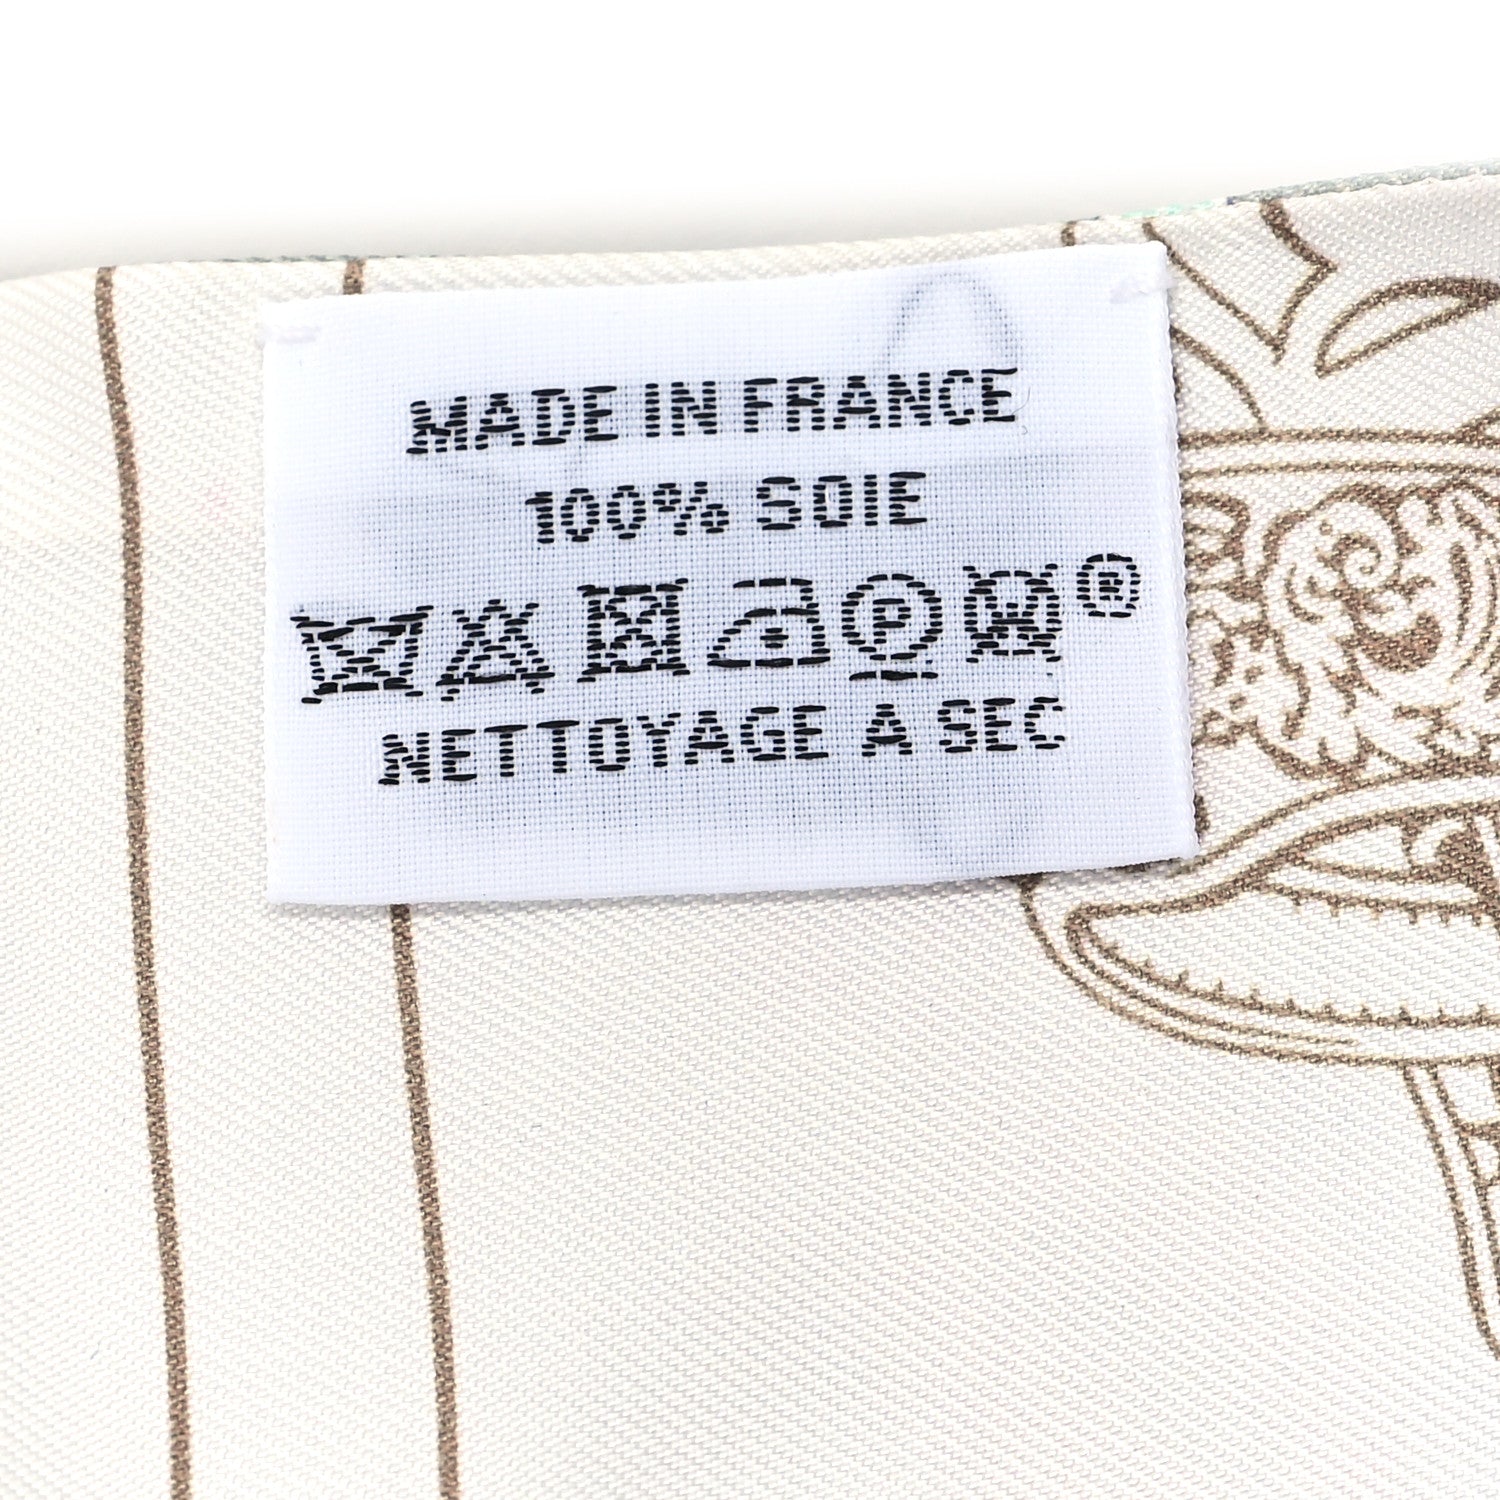 MADE IN FRANCE
100% SOIE
P W ®
NETTOYAGE A SEC